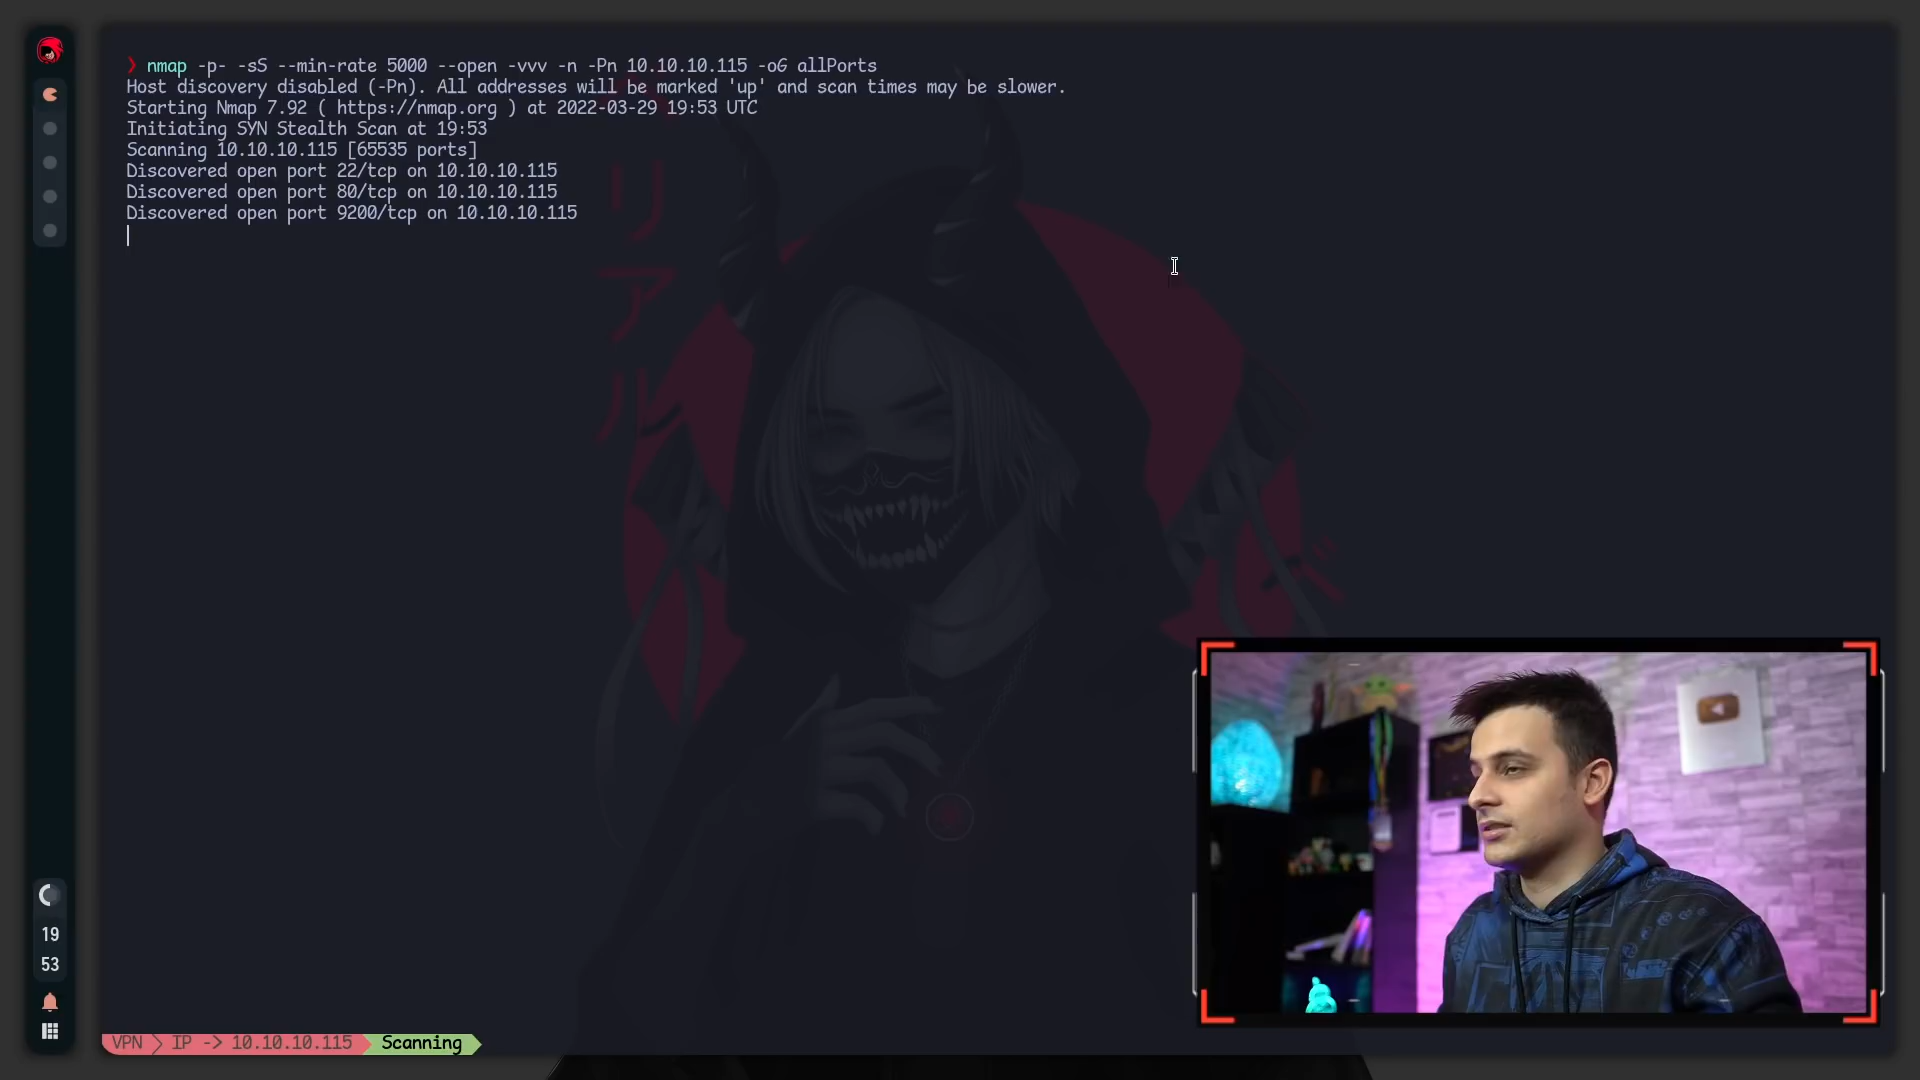 ❯ nmap -p- -sS --min-rate 5000 --open -vvv -n -Pn 10.10.10.115 -oG allPorts
Host discovery disabled (-Pn). All addresses will be marked 'up' and scan times may be slower.
Starting Nmap 7.92 ( https://nmap.org ) at 2022-03-29 19:53 UTC
Initiating SYN Stealth Scan at 19:53
Scanning 10.10.10.115 [65535 ports]
Discovered open port 22/tcp on 10.10.10.115
Discovered open port 80/tcp on 10.10.10.115
Discovered open port 9200/tcp on 10.10.10.115
リアル
19
53
VPN IP -> 10.10.10.115 Scanning